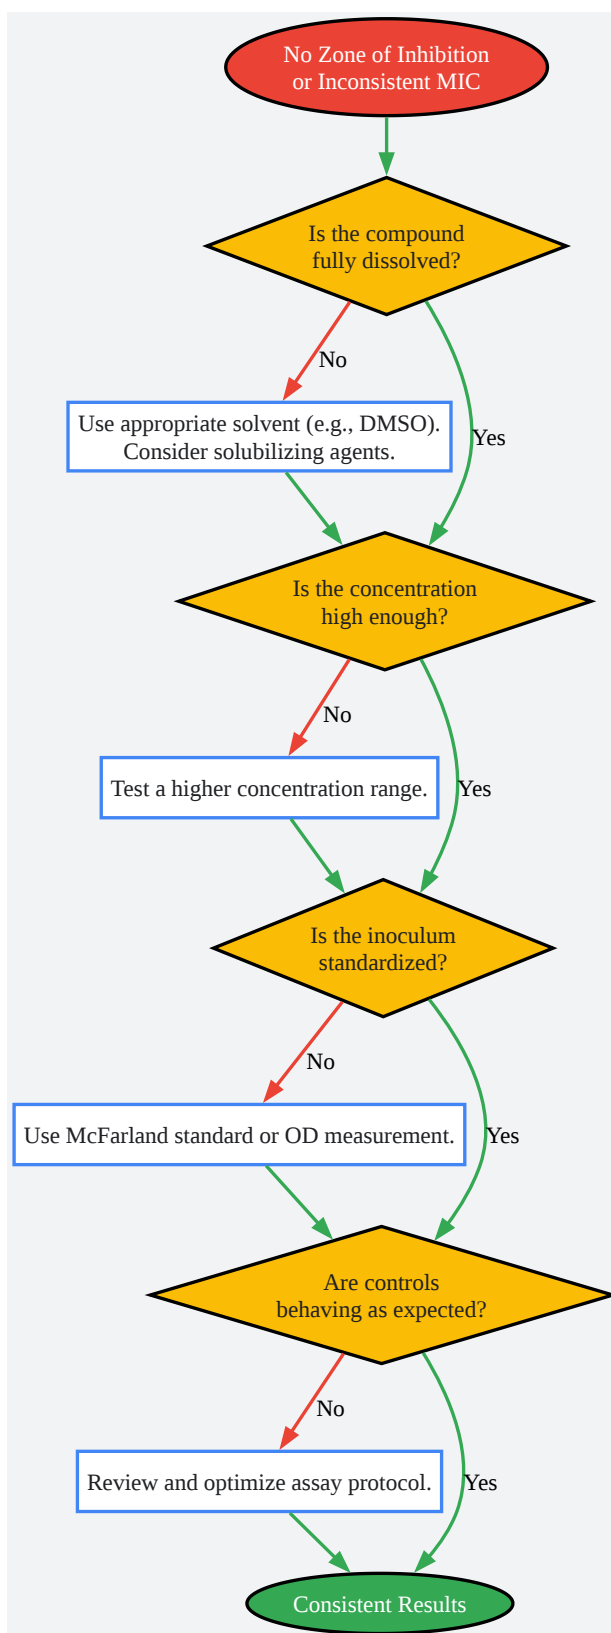 No Zone of Inhibition
or Inconsistent MIC
Is the compound
fully dissolved?
No
Use appropriate solvent (e.g., DMSO).
Consider solubilizing agents.
Yes
Is the concentration
high enough?
No
Test a higher concentration range.
Yes
Is the inoculum
standardized?
No
Use McFarland standard or OD measurement.
Yes
Are controls
behaving as expected?
No
Review and optimize assay protocol.
Yes
Consistent Results